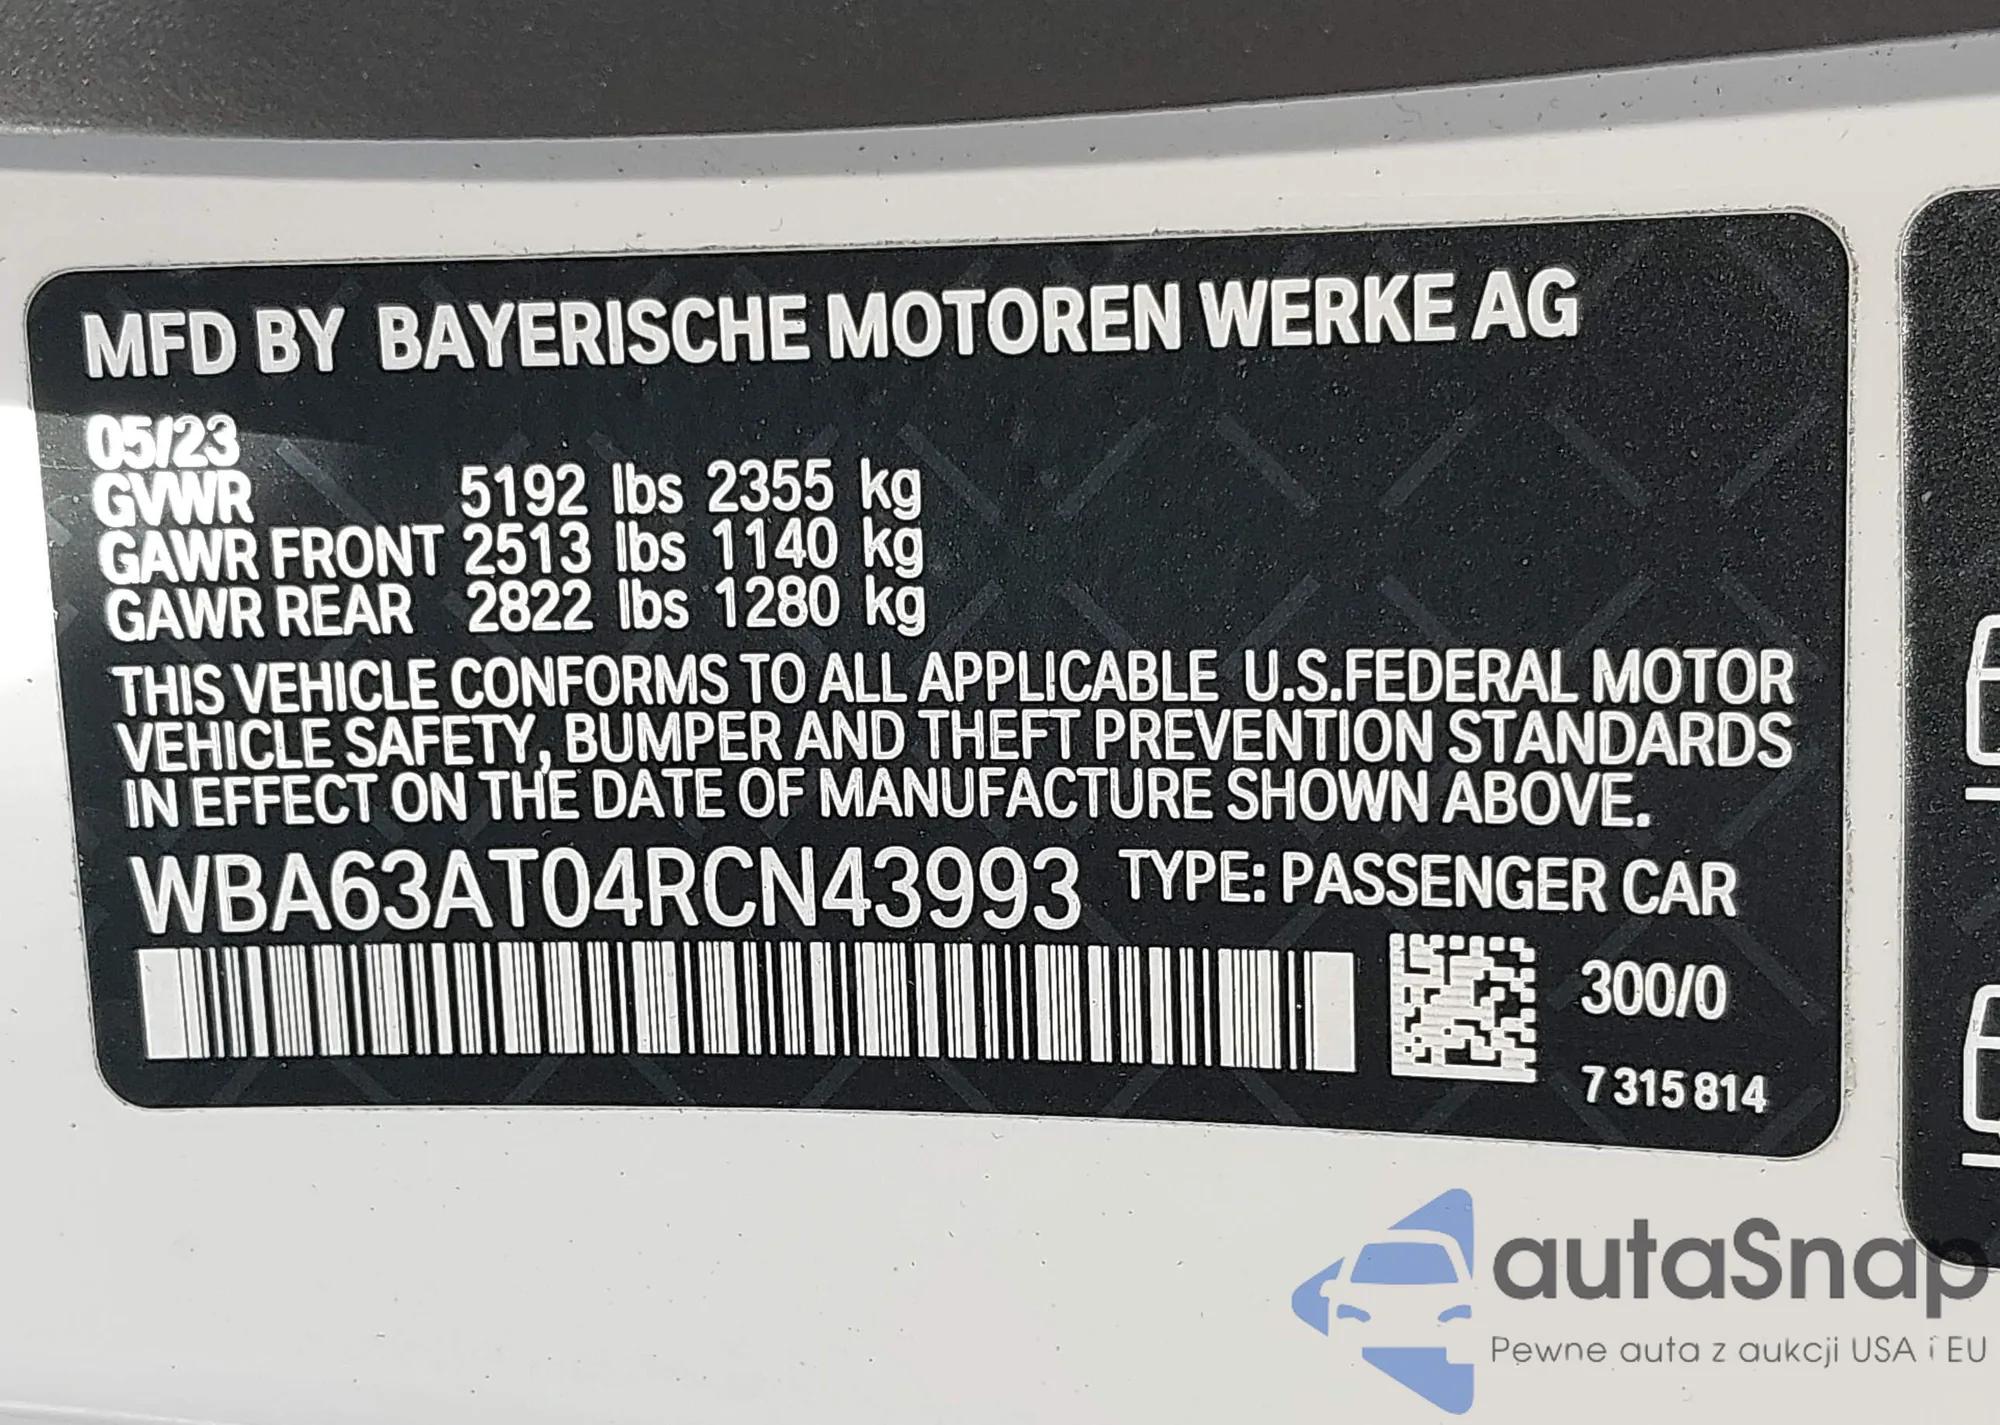 MFD BY BAYERISCHE MOTOREN WERKE AG
05/23
GVWR 5192 lbs 2355 kg
GAWR FRONT 2513 lbs 1140 kg
GAWR REAR 2822 lbs 1280 kg
THIS VEHICLE CONFORMS TO ALL APPLICABLE U.S.FEDERAL MOTOR
VEHICLE SAFETY, BUMPER AND THEFT PREVENTION STANDARDS
IN EFFECT ON THE DATE OF MANUFACTURE SHOWN ABOVE.
WBA63AT04RCN43993 TYPE: PASSENGER CAR
300/0
7 315 814
autaSnap
Pewne auta z aukcji USA i EU